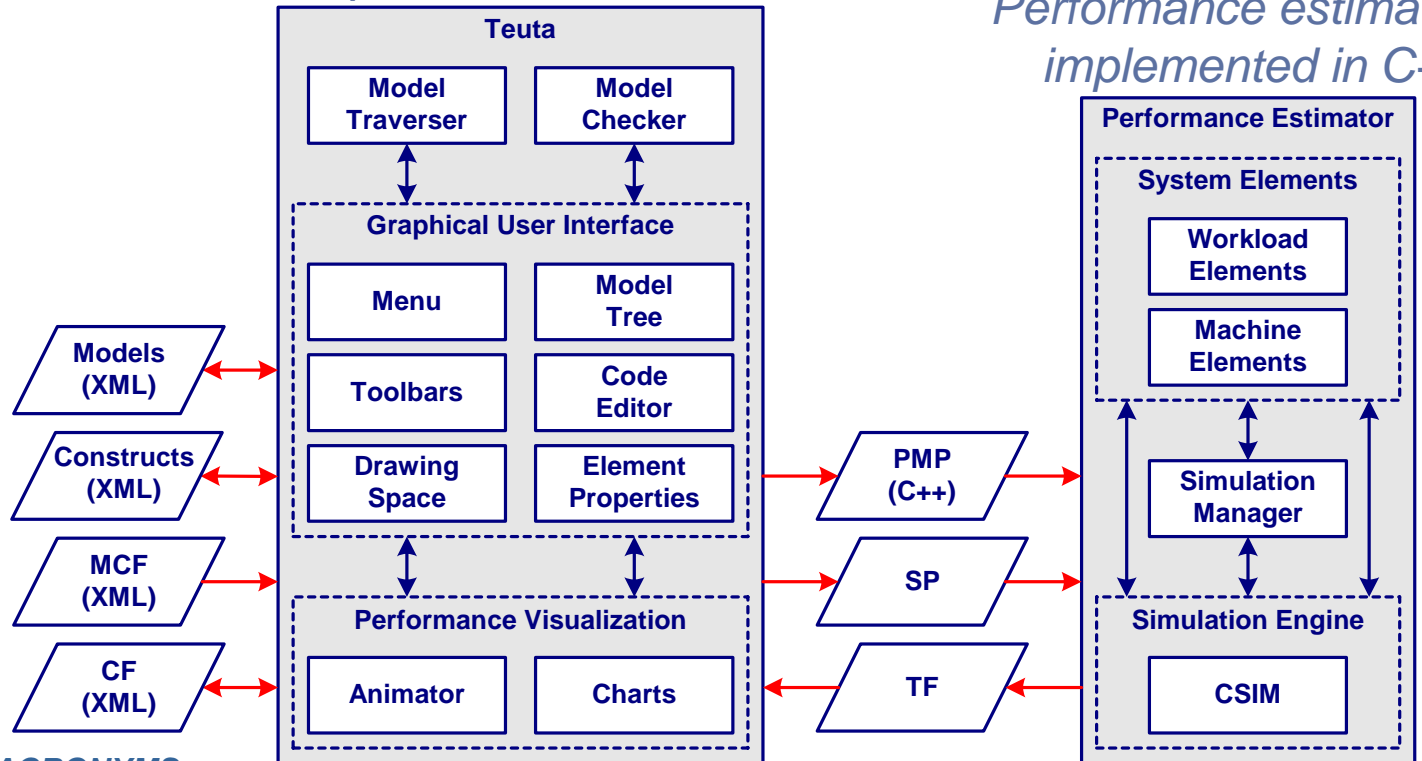 Performance estima
implemented in C-
Teuta
Model
Traverser
Model
Checker
Graphical User Interface
Menu
Model
Tree
Toolbars
Code
Editor
Drawing
Space
Element
Properties
Performance Visualization
Animator
Charts
Models
(XML)
Constructs
(XML)
MCF
(XML)
CF
(XML)
PMP
(C++)
SP
TF
Performance Estimator
System Elements
Workload
Elements
Machine
Elements
Simulation
Manager
Simulation Engine
CSIM
ACRONYMS